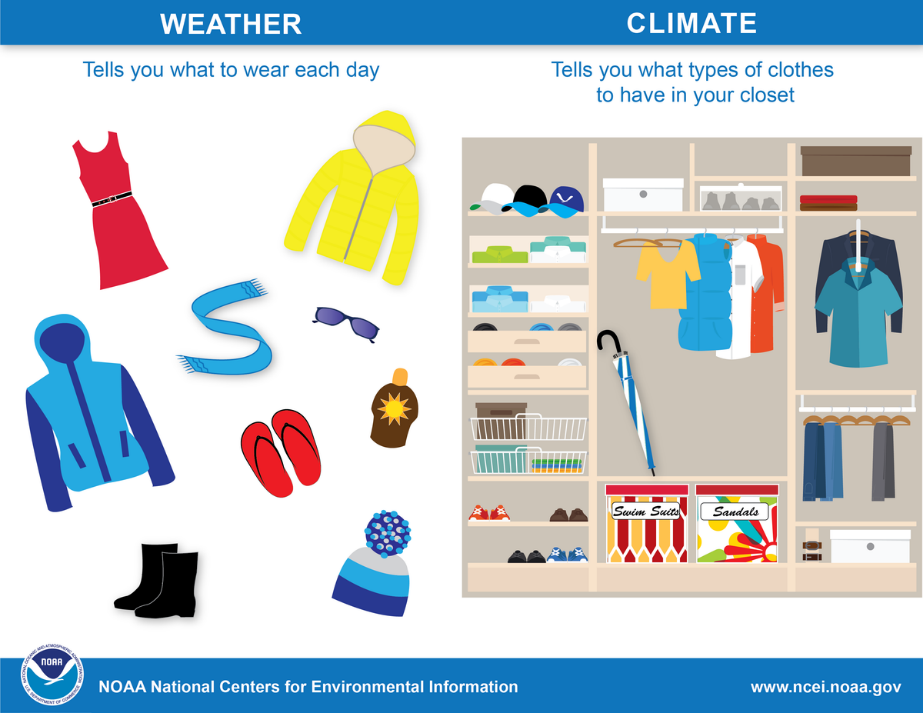 WEATHER
Tells you what to wear each day
CLIMATE
Tells you what types of clothes
to have in your closet
Swim Suits
Sandals
NOAA
NOAA National Centers for Environmental Information
www.ncei.noaa.gov